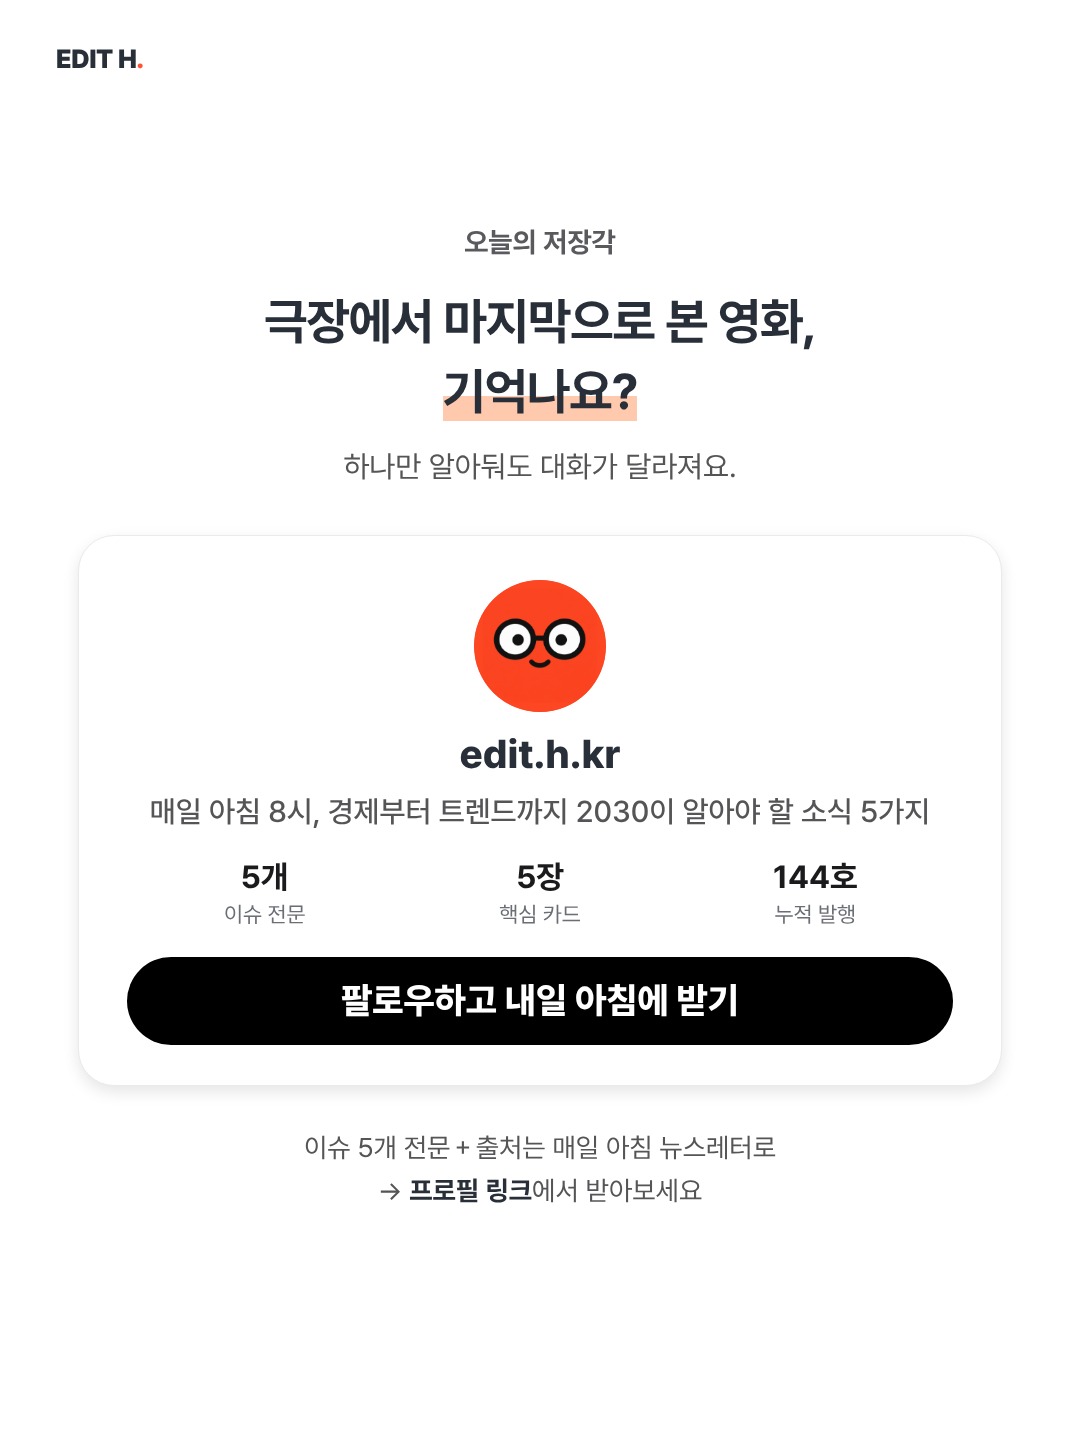 EDIT H.
오늘의 저장각
극장에서 마지막으로 본 영화,
기억나요?
하나만 알아둬도 대화가 달라져요.
edit.h.kr
매일 아침 8시, 경제부터 트렌드까지 2030이 알아야 할 소식 5가지
5개
이슈 전문
5장
핵심 카드
144호
누적 발행
팔로우하고 내일 아침에 받기
이슈 5개 전문 + 출처는 매일 아침 뉴스레터로
→ 프로필 링크에서 받아보세요